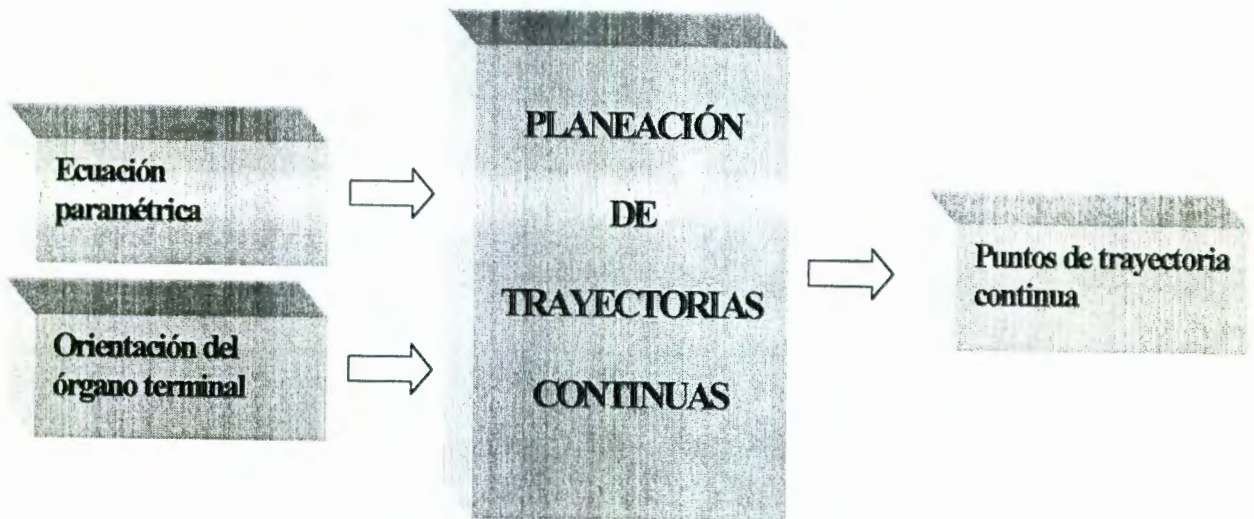 Ecuación
paramétrica
Orientación del
órgano terminal
PLANEACIÓN
DE
TRAYECTORIAS
CONTINUAS
Puntos de trayectoria
continua